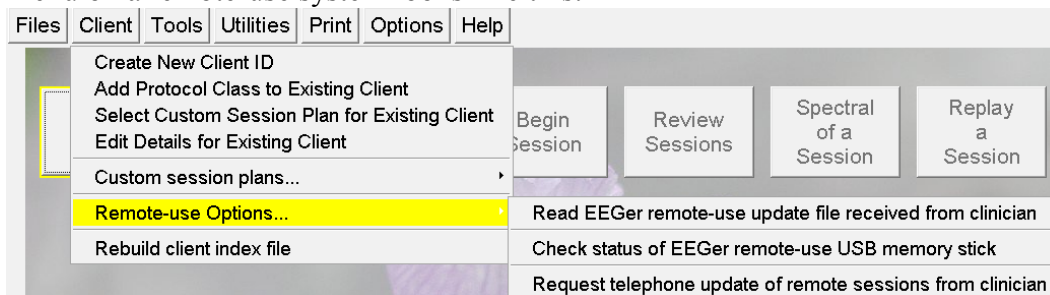 Files Client Tools Utilities Print Options Help
Create New Client ID
Add Protocol Class to Existing Client
Select Custom Session Plan for Existing Client
Edit Details for Existing Client
Custom session plans...
Remote-use Options...
Rebuild client index file
Read EEGer remote-use update file received from clinician
Check status of EEGer remote-use USB memory stick
Request telephone update of remote sessions from clinician
Begin
Session
Review
Sessions
Spectral
of a
Session
Replay
a
Session